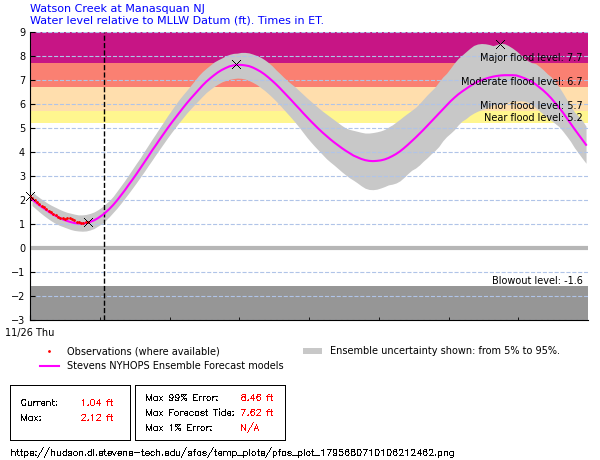 Watson Creek at Manasquan NJ
Water level relative to MLLW Datum (ft). Times in ET.
9
8
Major flood level: 7.7
7
Moderate flood level: 6.7
6
Minor flood level: 5.7
5
Near flood level: 5.2
4
3
2
1
0
−1
Blowout level: -1.6
−2
−3
11/26 Thu
Observations (where available)
Stevens NYHOPS Ensemble Forecast models
Ensemble uncertainty shown: from 5% to 95%.
Current: 1.04 ft
Max: 2.12 ft
Max 99% Error: 8.46 ft
Max Forecast Tide: 7.62 ft
Max 1% Error: N/A
https://hudson.dl.stevens-tech.edu/sfas/temp_plots/pfas_plot_1795680710106212462.png